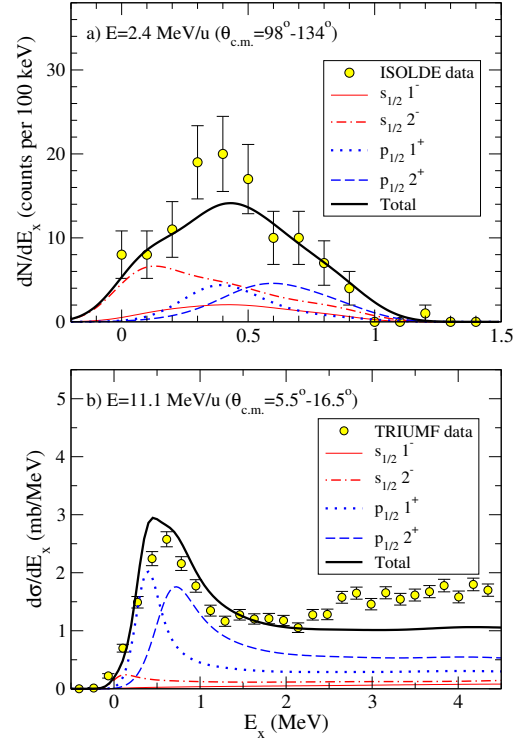 a) E=2.4 MeV/u (θc.m.=98°-134°)
ISOLDE data
s1/2 1-
s1/2 2-
p1/2 1+
p1/2 2+
Total
dN/dEx (counts per 100 keV)
30
20
10
0
0
0.5
1
1.5
b) E=11.1 MeV/u (θc.m.=5.5°-16.5°)
TRIUMF data
s1/2 1-
s1/2 2-
p1/2 1+
p1/2 2+
Total
dσ/dEx (mb/MeV)
5
4
3
2
1
0
0
1
2
3
4
Ex (MeV)